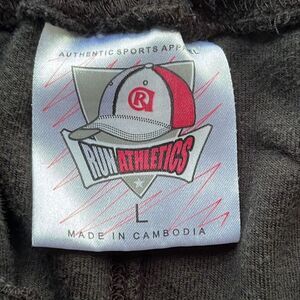 AUTHENTIC SPORTS APPAREL
R
RUN ATHLETICS
L
MADE IN CAMBODIA